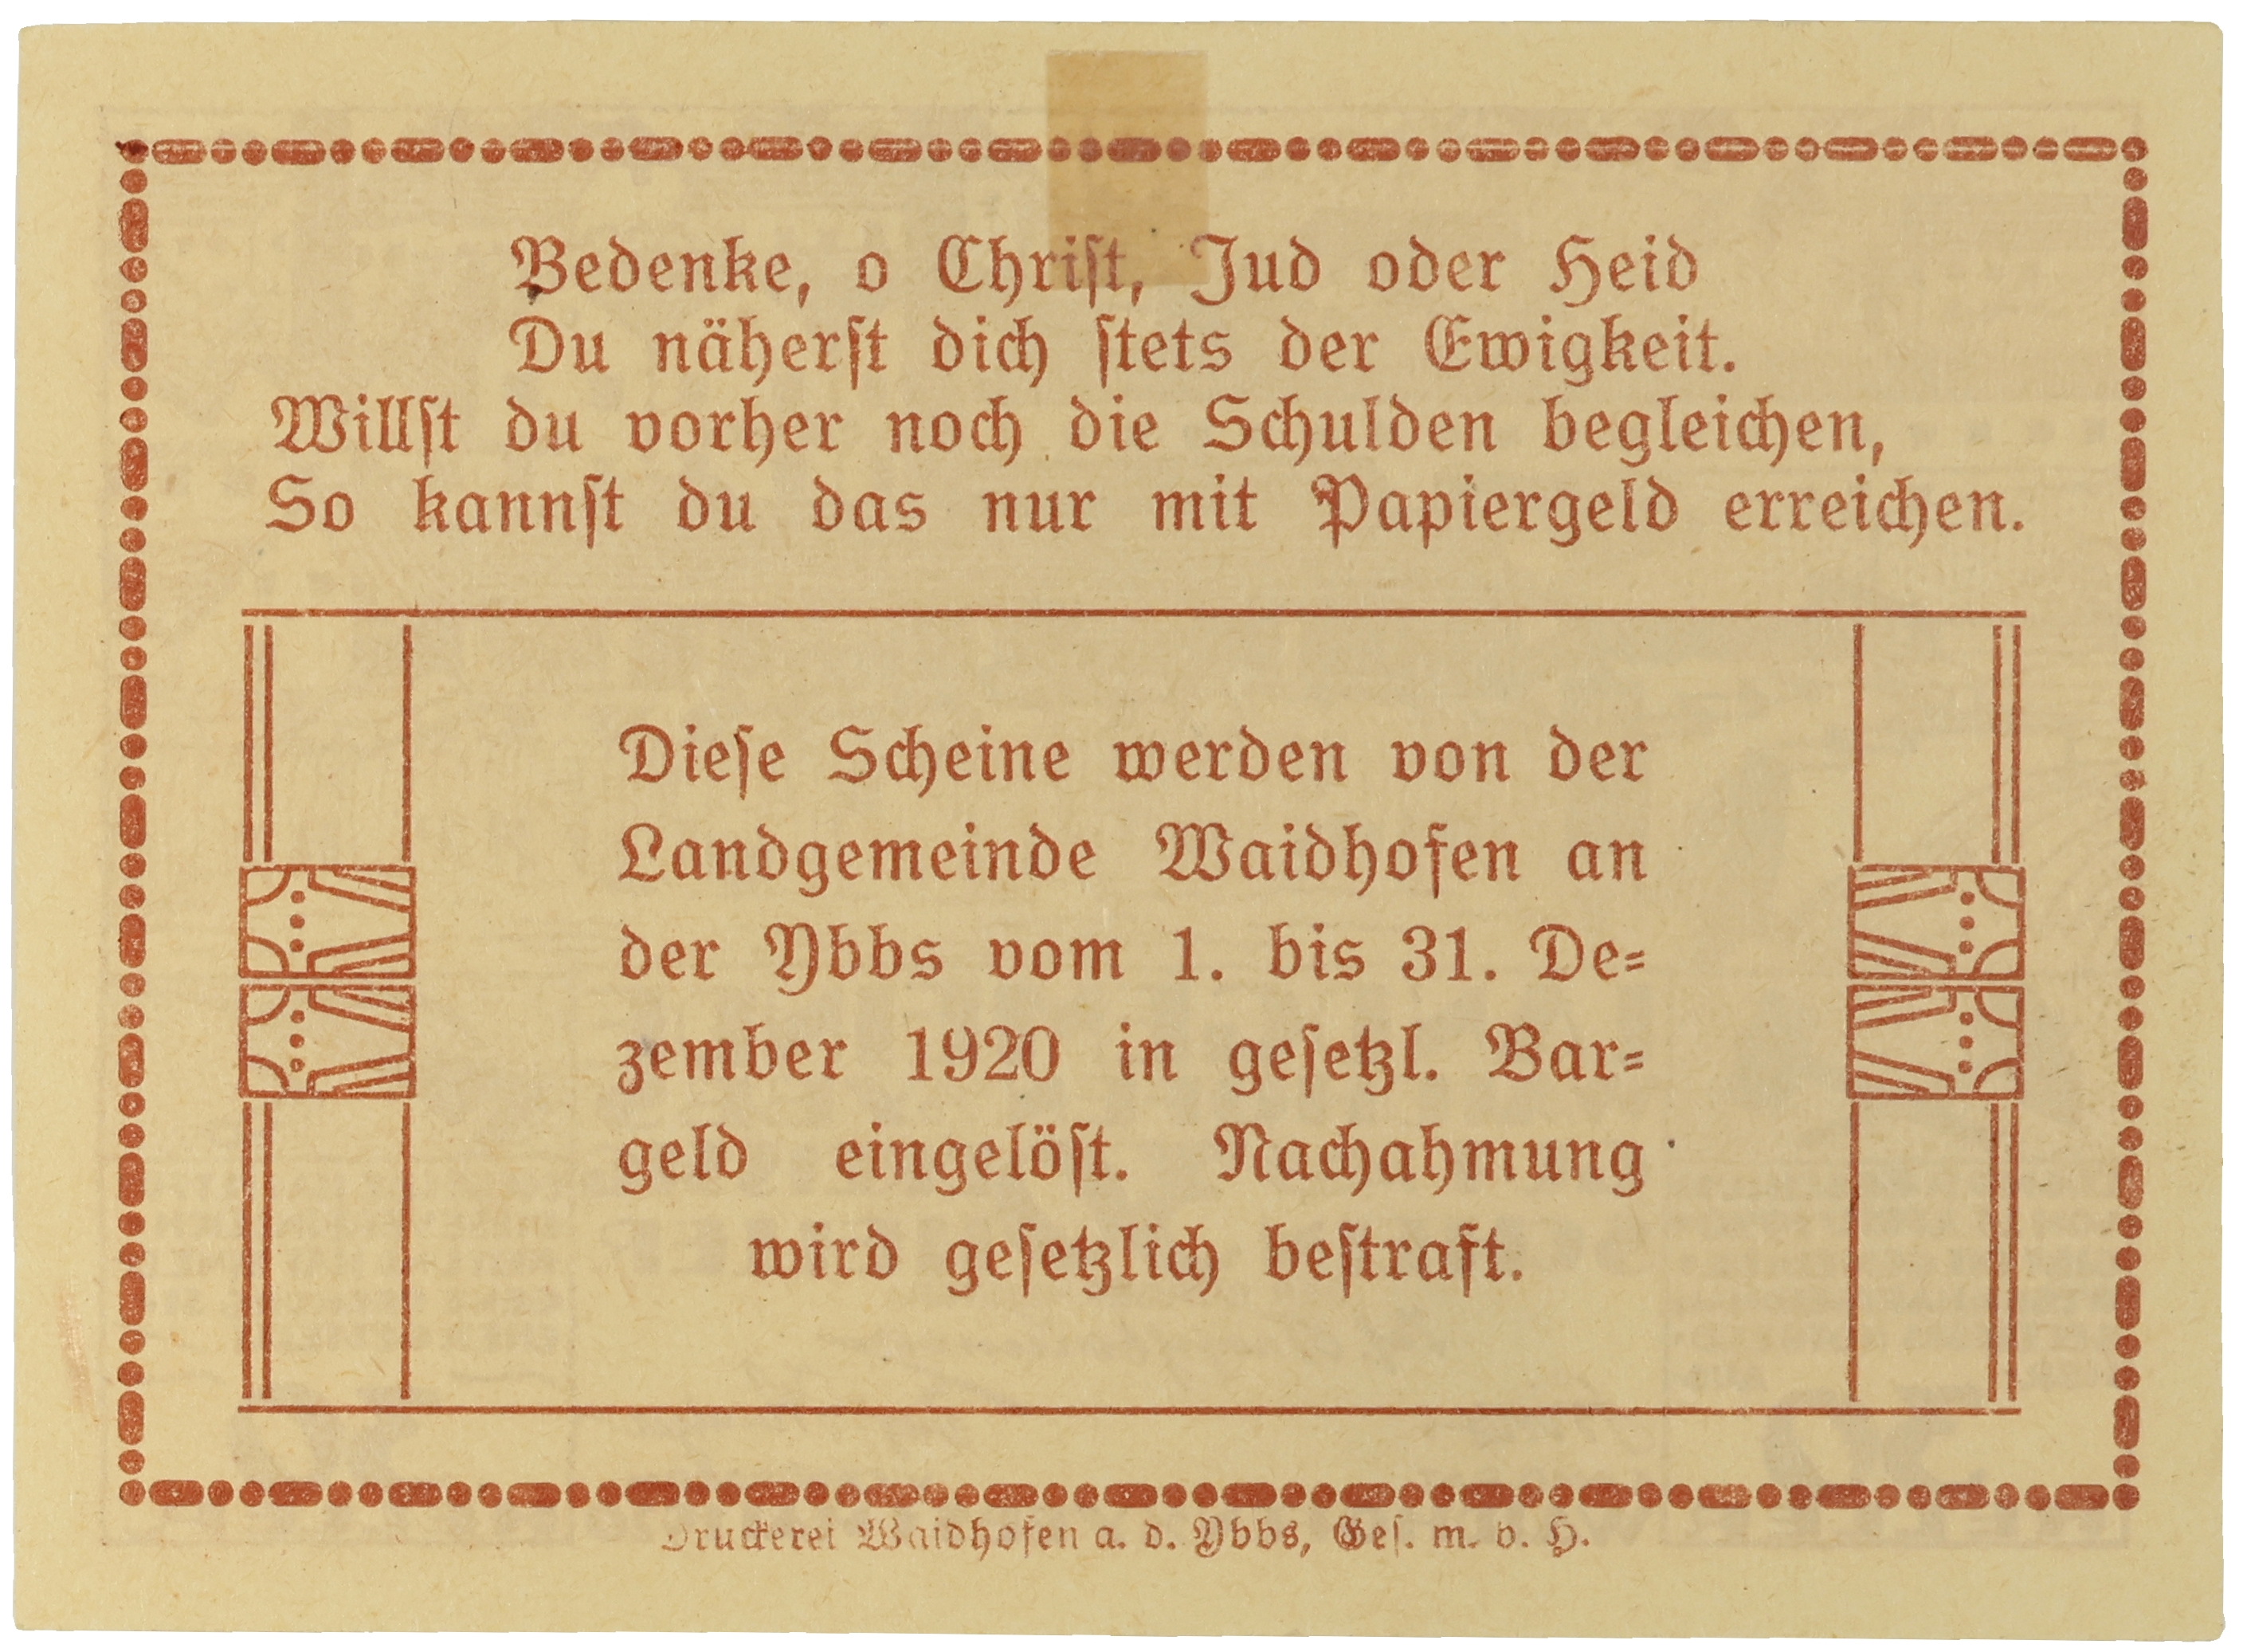 Bedenke, o Chriſt, Jud oder Heid
Du näherſt dich ſtets der Ewigkeit.
Willſt du vorher noch die Schulden begleichen,
So kannſt du das nur mit Papiergeld erreichen.
Dieſe Scheine werden von der
Landgemeinde Waidhofen an
der Ybbs vom 1. bis 31. De⸗
zember 1920 in geſetzl. Bar⸗
geld eingelöſt. Nachahmung
wird geſetzlich beſtraft.
Druckerei Waidhofen a. d. Ybbs, Geſ. m. b. H.